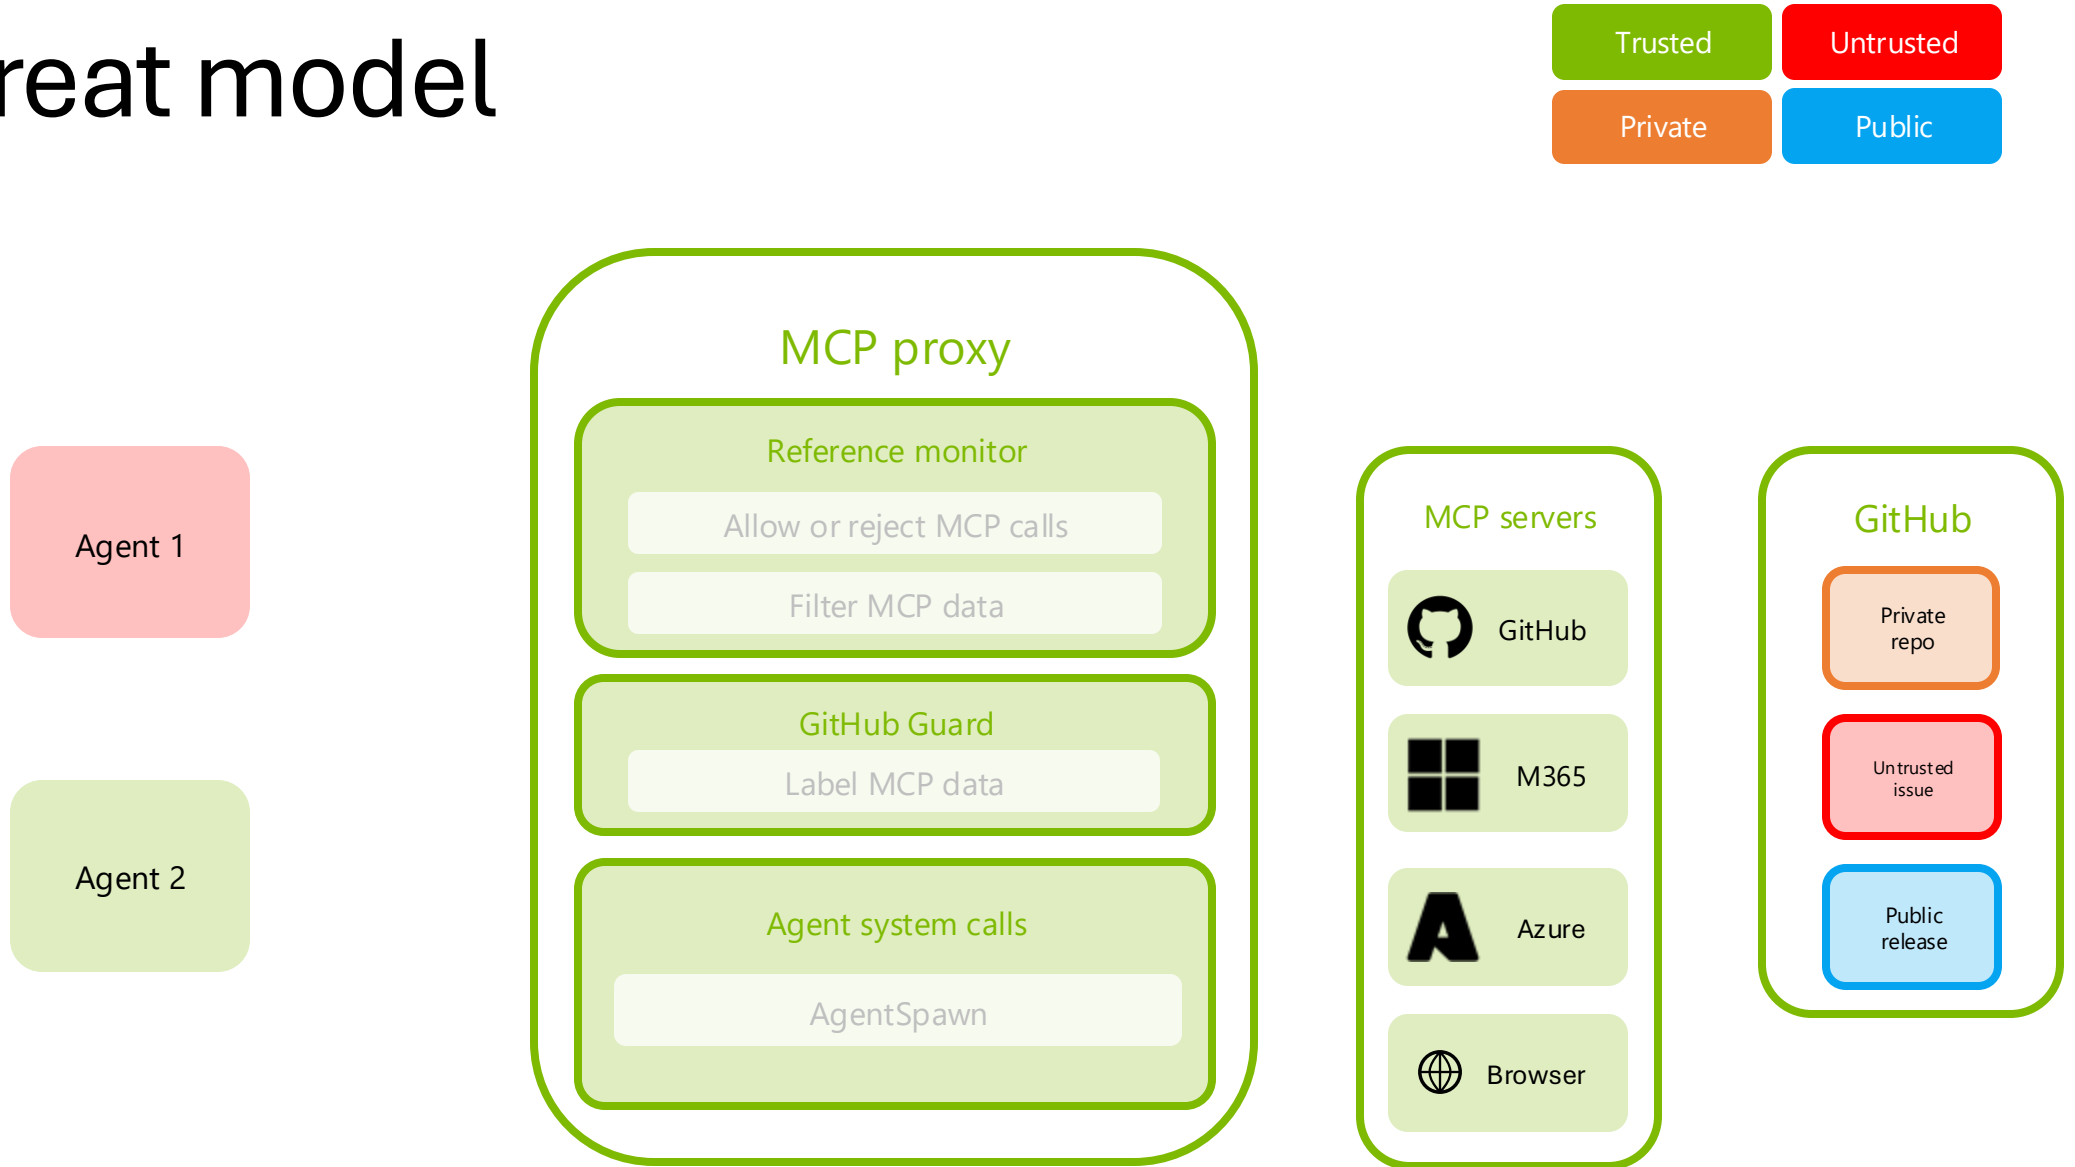 reat model
Trusted
Untrusted
Private
Public
Agent 1
Agent 2
MCP proxy
Reference monitor
Allow or reject MCP calls
Filter MCP data
GitHub Guard
Label MCP data
Agent system calls
AgentSpawn
MCP servers
GitHub
M365
Azure
Browser
GitHub
Private
repo
Untrusted
issue
Public
release